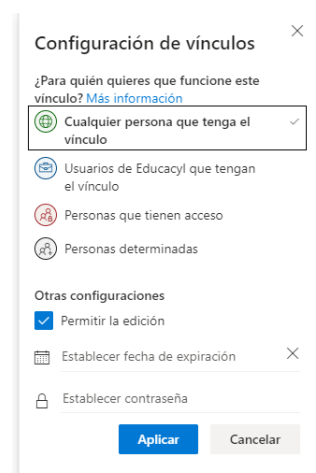 Configuración de vínculos
¿Para quién quieres que funcione este
vínculo? Más información
Cualquier persona que tenga el
vínculo
Usuarios de Educacyl que tengan
el vínculo
Personas que tienen acceso
Personas determinadas
Otras configuraciones
Permitir la edición
Establecer fecha de expiración
Establecer contraseña
Aplicar Cancelar